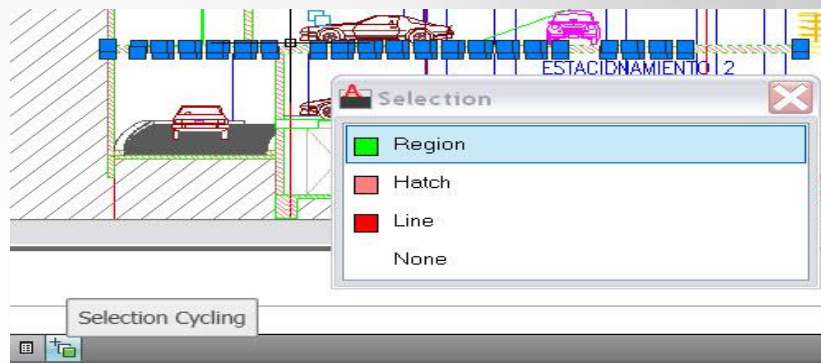 ESTACIONAMIENTO 2
Selection
Region
Hatch
Line
None
Selection Cycling